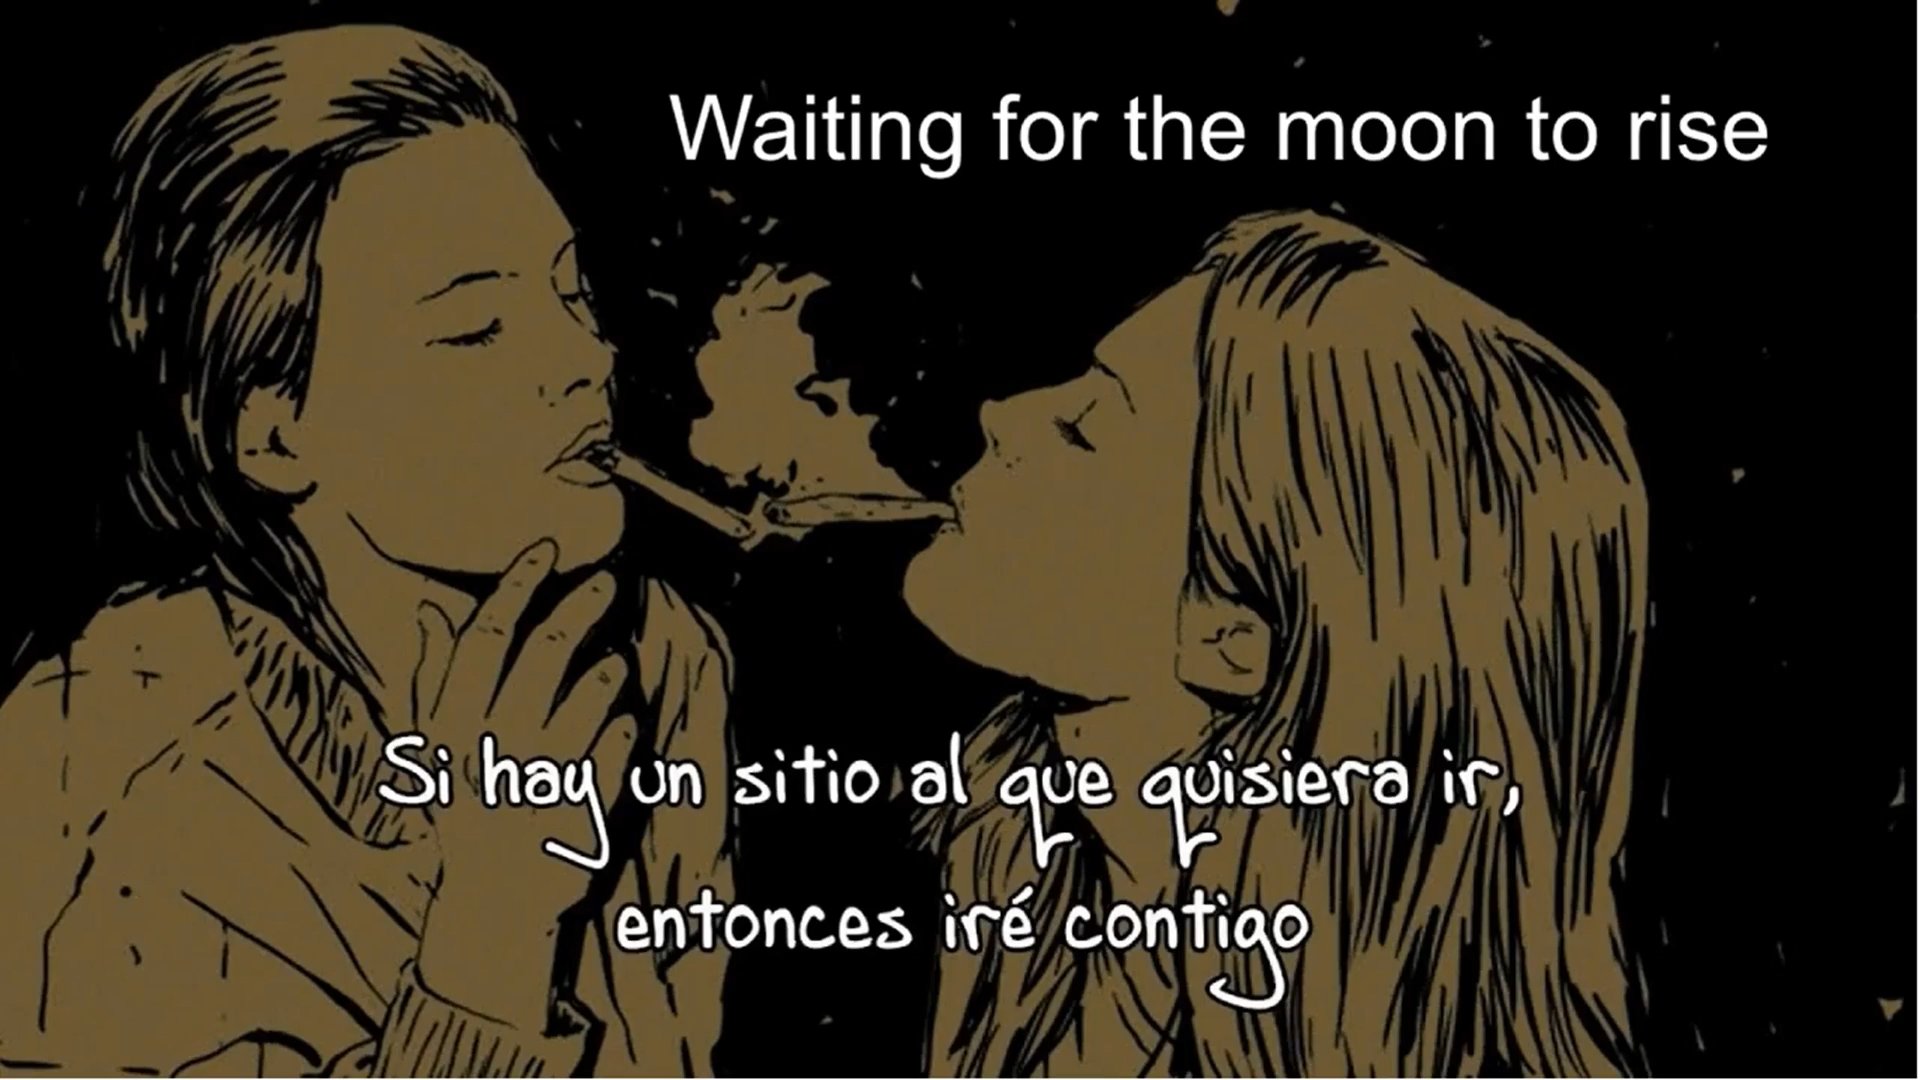 Waiting for the moon to rise
Si hay un sitio al que quisiera ir,
entonces iré contigo